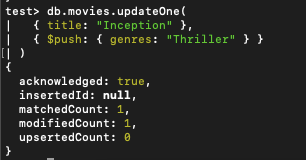 test> db.movies.updateOne(
|   { title: "Inception" },
|   { $push: { genres: "Thriller" } }
| )
{
  acknowledged: true,
  insertedId: null,
  matchedCount: 1,
  modifiedCount: 1,
  upsertedCount: 0
}